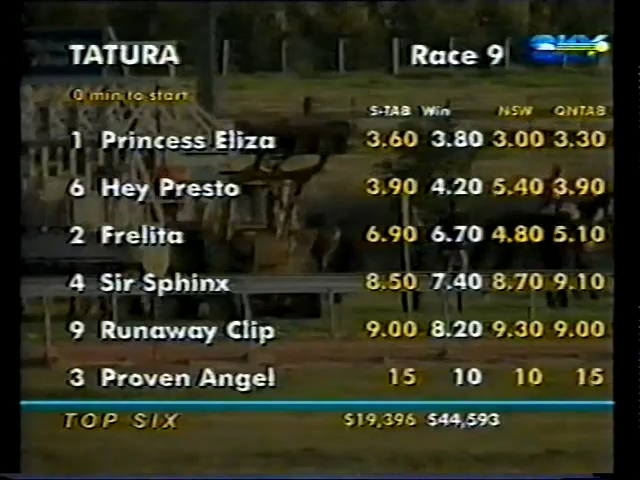 TATURA Race 9 SKY
0 min to start
S-TAB Win NSW QNTAB
1 Princess Eliza 3.60 3.80 3.00 3.30
6 Hey Presto 3.90 4.20 5.40 3.90
2 Frelita 6.90 6.70 4.80 5.10
4 Sir Sphinx 8.50 7.40 8.70 9.10
9 Runaway Clip 9.00 8.20 9.30 9.00
3 Proven Angel 15 10 10 15
TOP SIX $19,396 $44,593